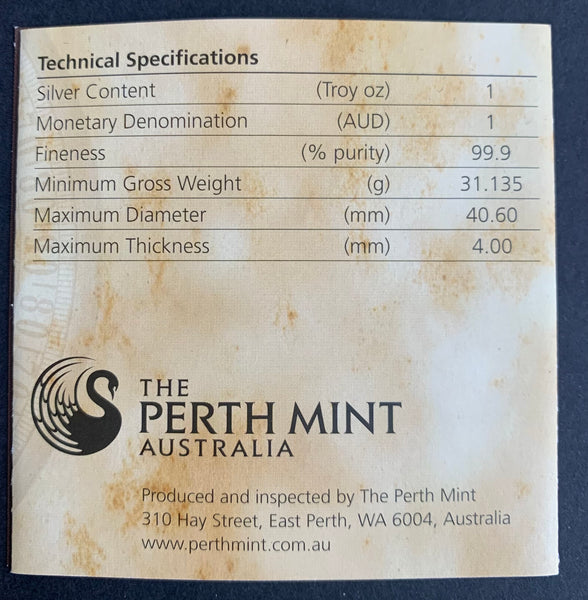 Technical Specifications
Silver Content (Troy oz) 1
Monetary Denomination (AUD) 1
Fineness (% purity) 99.9
Minimum Gross Weight (g) 31.135
Maximum Diameter (mm) 40.60
Maximum Thickness (mm) 4.00
THE
PERTH MINT
AUSTRALIA
Produced and inspected by The Perth Mint
310 Hay Street, East Perth, WA 6004, Australia
www.perthmint.com.au